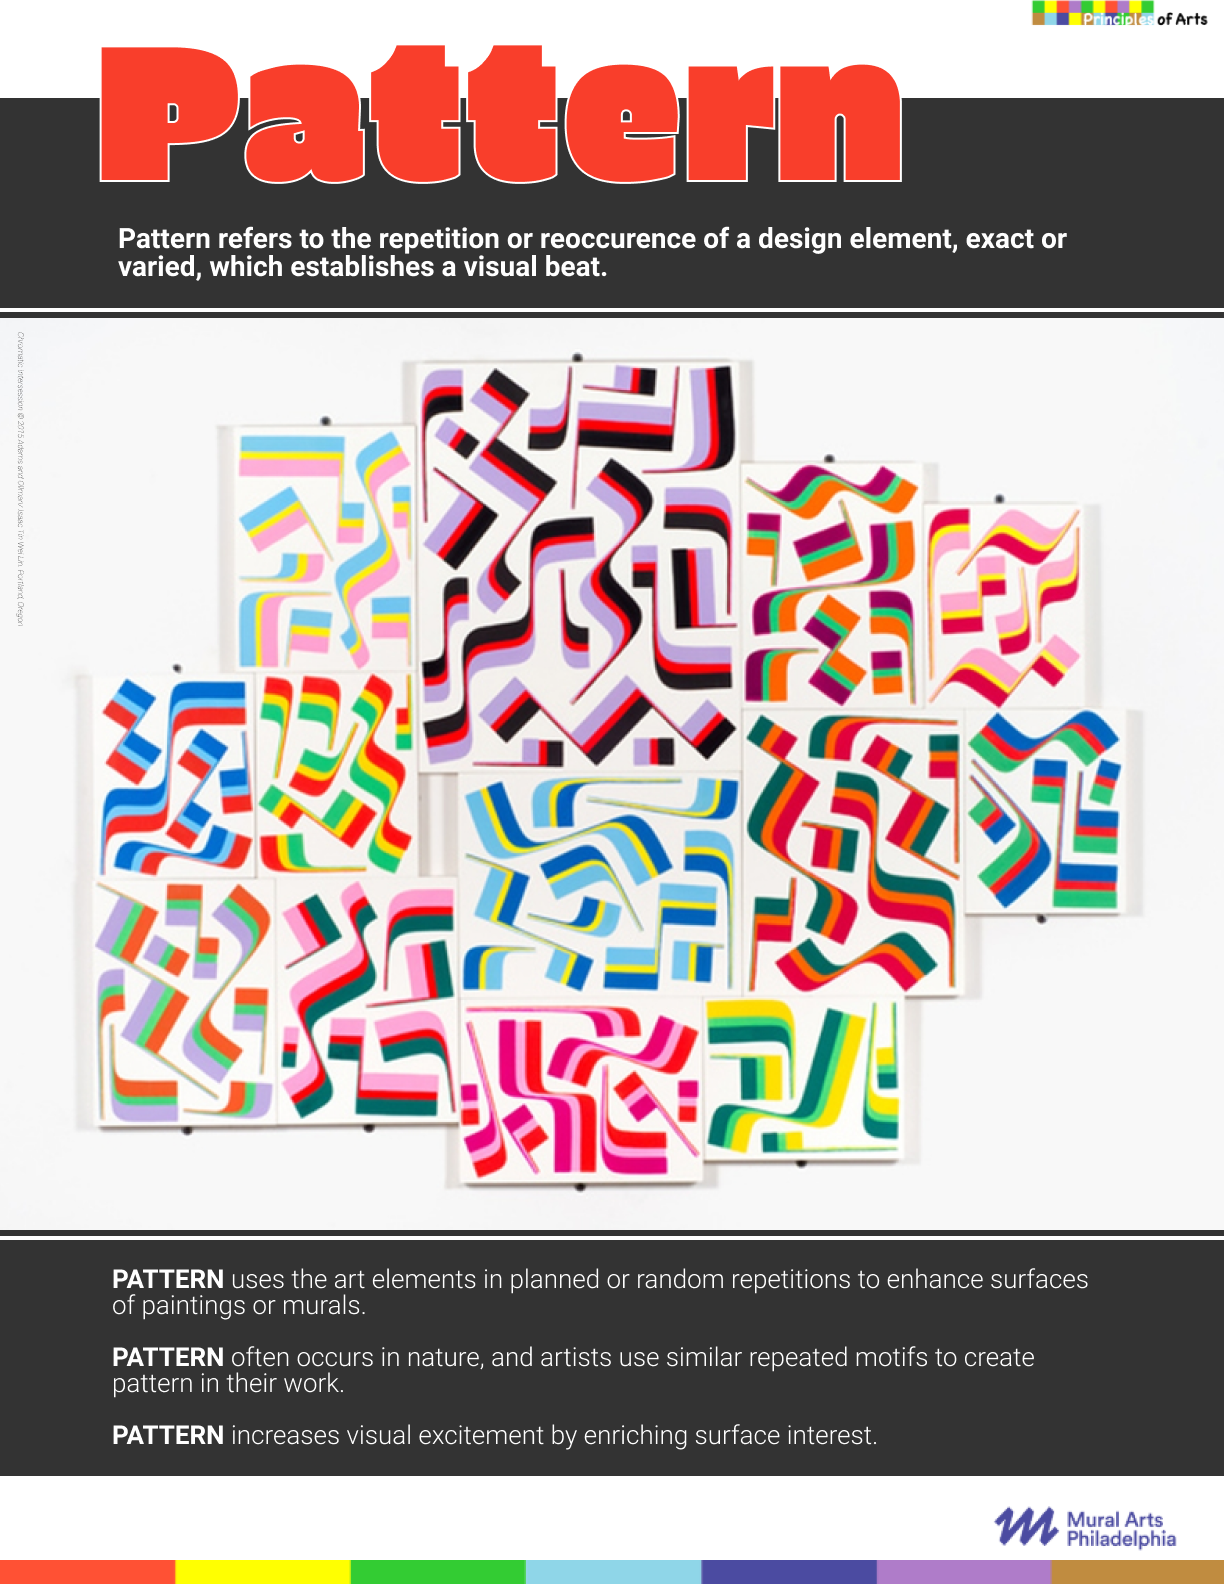 Principles of Arts
Pattern
Pattern refers to the repetition or reoccurence of a design element, exact or
varied, which establishes a visual beat.
Chromatic Intersession @ 2015 Adams and Ollman/ Isaac Tin Wei Lin, Portland, Oregon
PATTERN uses the art elements in planned or random repetitions to enhance surfaces
of paintings or murals.
PATTERN often occurs in nature, and artists use similar repeated motifs to create
pattern in their work.
PATTERN increases visual excitement by enriching surface interest.
Mural Arts
Philadelphia